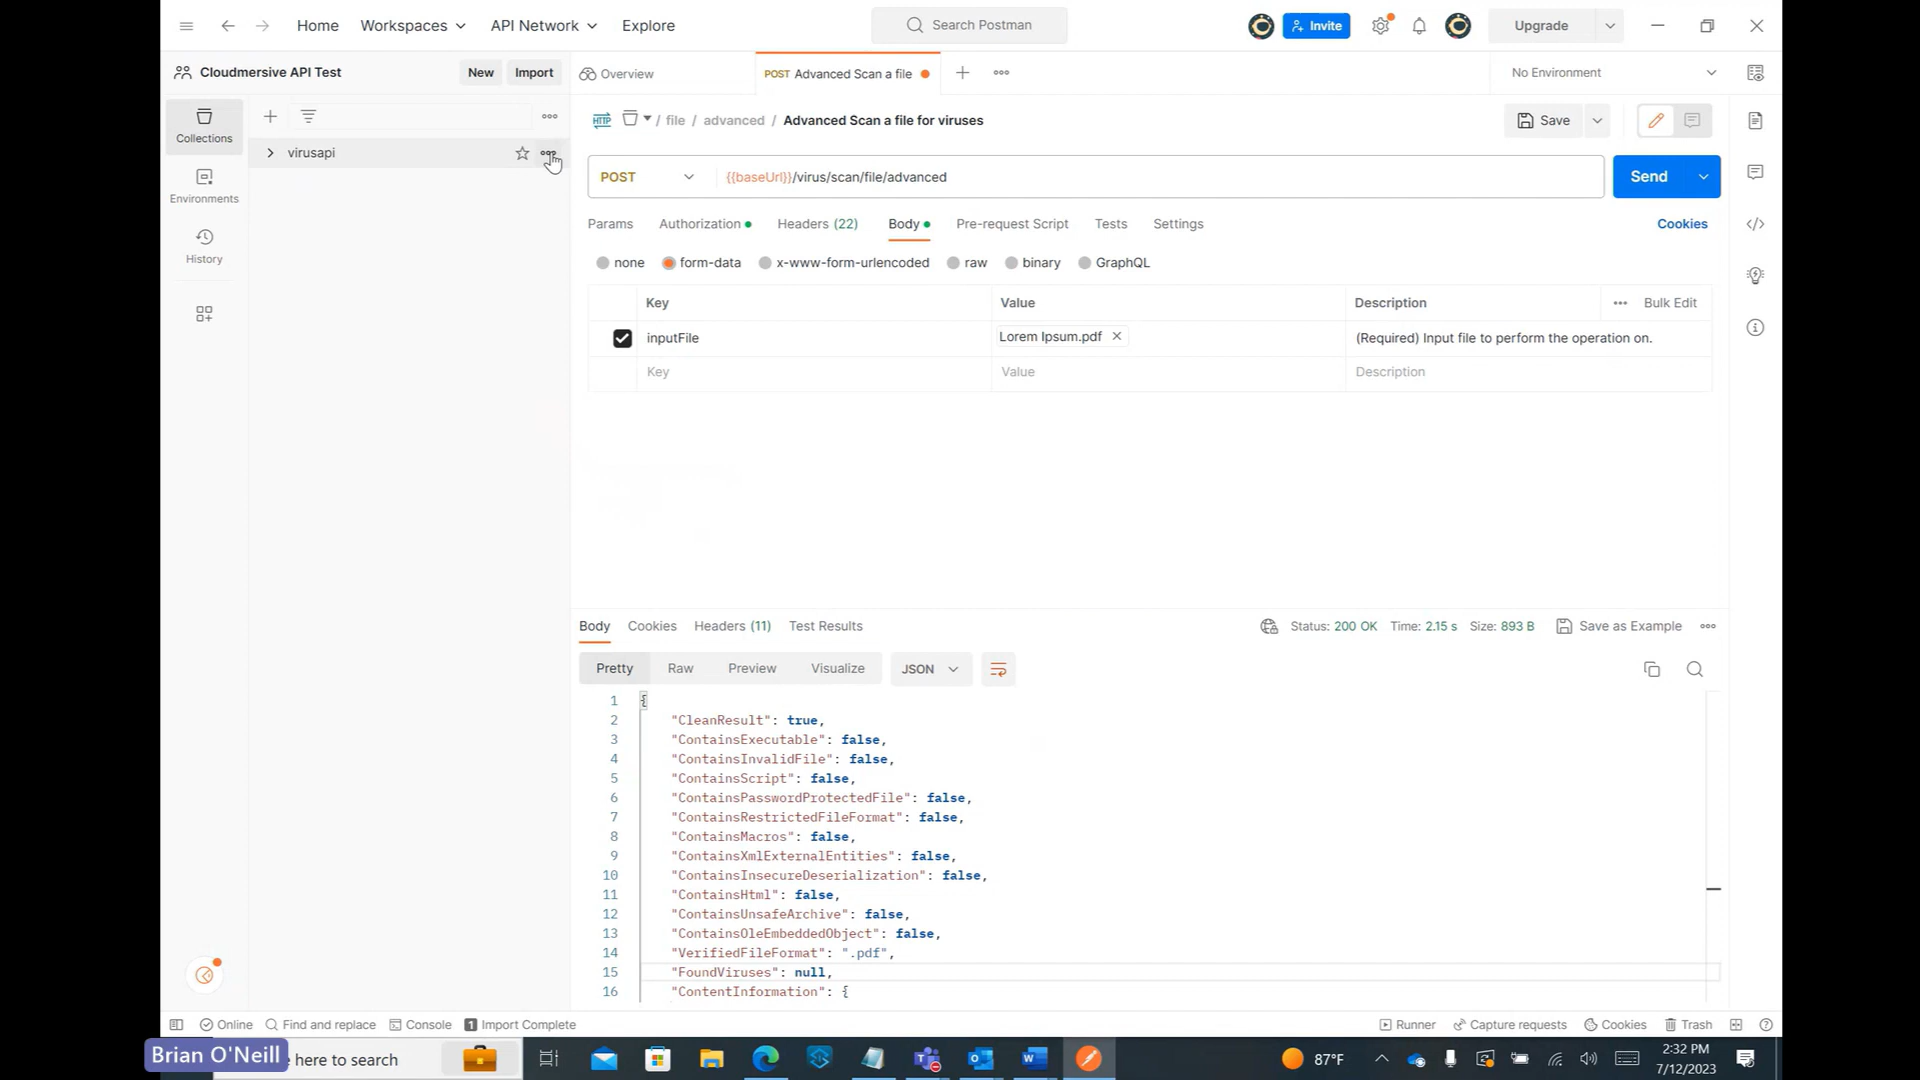 Home
Workspaces
API Network
Explore
Search Postman
Invite
Upgrade
Cloudmersive API Test
New
Import
Overview
POST Advanced Scan a file
No Environment
Collections
Environments
History
virusapi
HTTP
/ file / advanced / Advanced Scan a file for viruses
Save
POST
{{baseUrl}}/virus/scan/file/advanced
Send
Params
Authorization
Headers (22)
Body
Pre-request Script
Tests
Settings
Cookies
none
form-data
x-www-form-urlencoded
raw
binary
GraphQL
Key
Value
Description
Bulk Edit
inputFile
Lorem Ipsum.pdf
(Required) Input file to perform the operation on.
Key
Value
Description
Body
Cookies
Headers (11)
Test Results
Status: 200 OK
Time: 2.15 s
Size: 893 B
Save as Example
Pretty
Raw
Preview
Visualize
JSON
1 {
2 "CleanResult": true,
3 "ContainsExecutable": false,
4 "ContainsInvalidFile": false,
5 "ContainsScript": false,
6 "ContainsPasswordProtectedFile": false,
7 "ContainsRestrictedFileFormat": false,
8 "ContainsMacros": false,
9 "ContainsXmlExternalEntities": false,
10 "ContainsInsecureDeserialization": false,
11 "ContainsHtml": false,
12 "ContainsUnsafeArchive": false,
13 "ContainsOleEmbeddedObject": false,
14 "VerifiedFileFormat": ".pdf",
15 "FoundViruses": null,
16 "ContentInformation": {
Online
Find and replace
Console
1 Import Complete
Runner
Capture requests
Cookies
Trash
Brian O'Neill
here to search
87°F
2:32 PM
7/12/2023